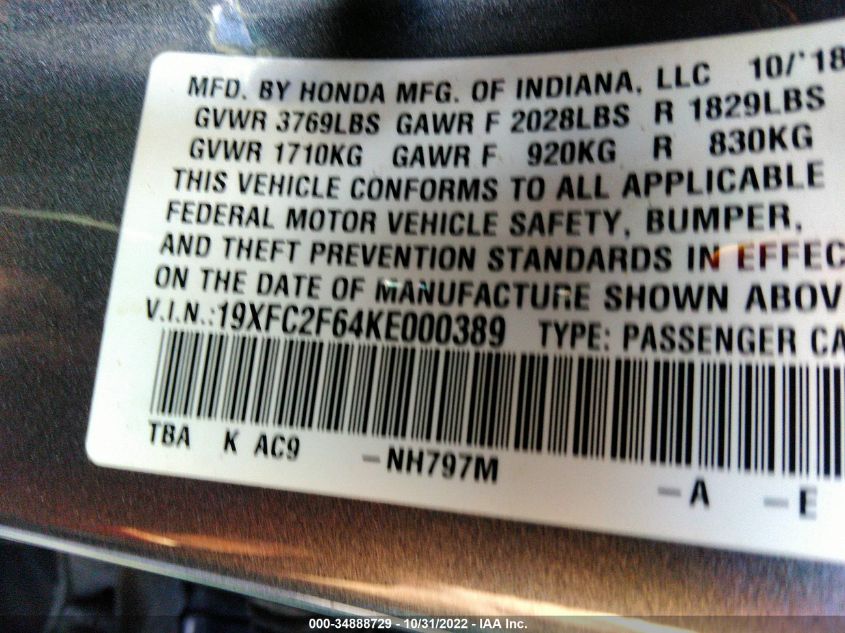 MFD. BY HONDA MFG. OF INDIANA, LLC 10/'18
GVWR 3769LBS GAWR F 2028LBS R 1829LBS
GVWR 1710KG GAWR F 920KG R 830KG
THIS VEHICLE CONFORMS TO ALL APPLICABLE
FEDERAL MOTOR VEHICLE SAFETY, BUMPER,
AND THEFT PREVENTION STANDARDS IN EFFEC
ON THE DATE OF MANUFACTURE SHOWN ABOV
V.I.N.:19XFC2F64KE000389 TYPE: PASSENGER CA
TBA K AC9 -NH797M -A -E
000-34888729 - 10/31/2022 - IAA Inc.